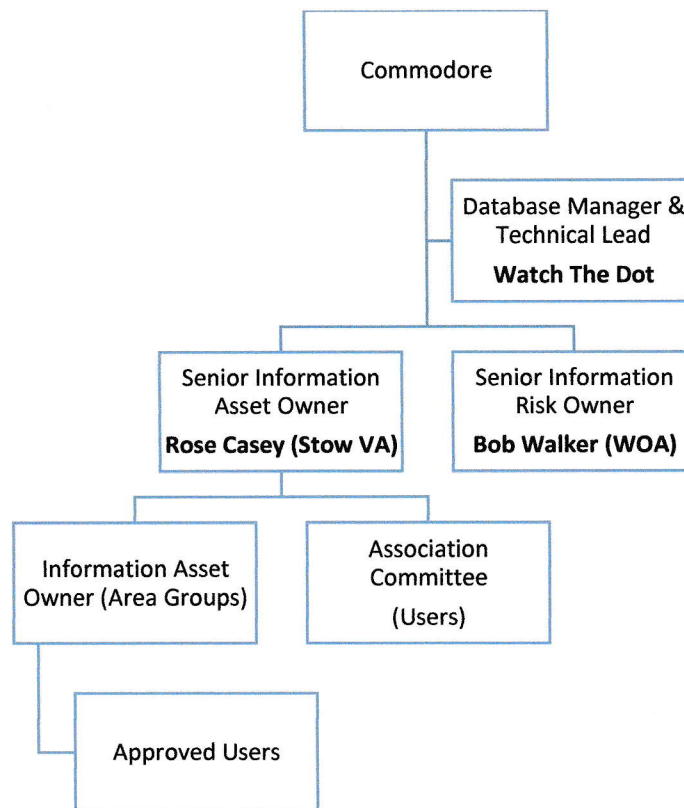 Commodore
Database Manager &
Technical Lead
Watch The Dot
Senior Information
Asset Owner
Rose Casey (Stow VA)
Senior Information
Risk Owner
Bob Walker (WOA)
Information Asset
Owner (Area Groups)
Association
Committee
(Users)
Approved Users